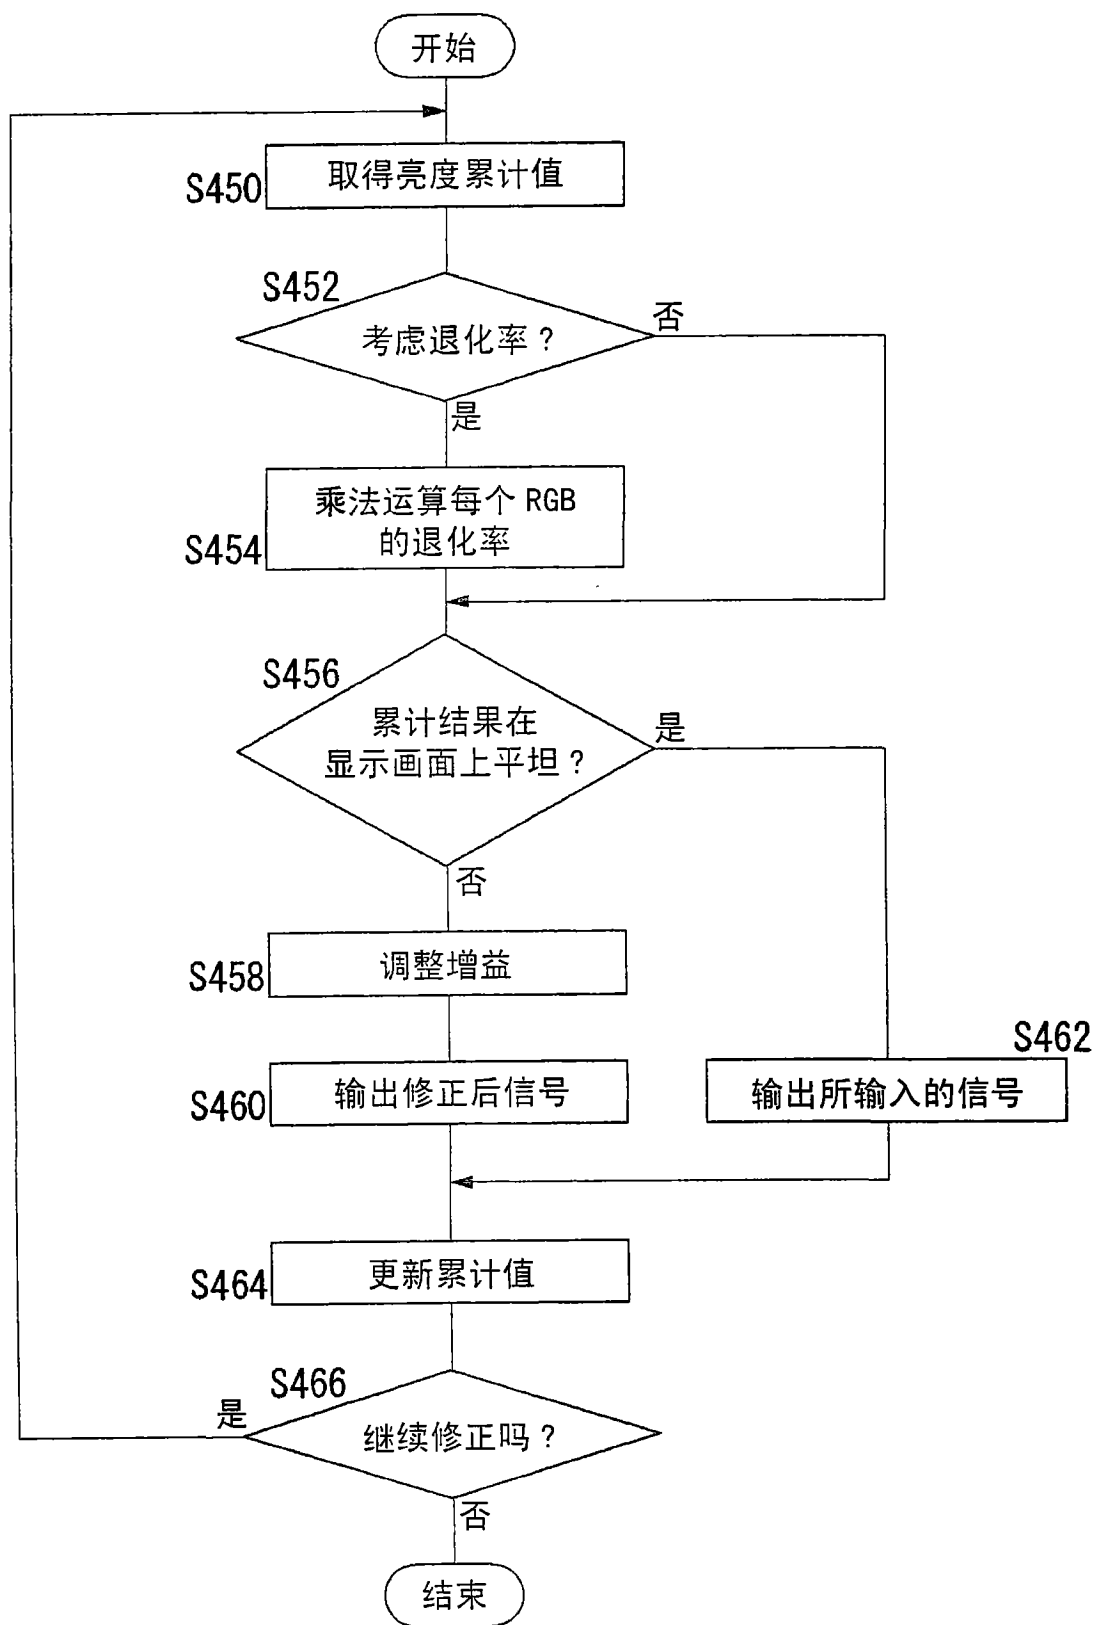 开始
S450
取得亮度累计值
S452
考虑退化率？
否
是
S454
乘法运算每个 RGB
的退化率
S456
累计结果在
显示画面上平坦？
是
否
S458
调整增益
S460
输出修正后信号
S462
输出所输入的信号
S464
更新累计值
S466
是
继续修正吗？
否
结束